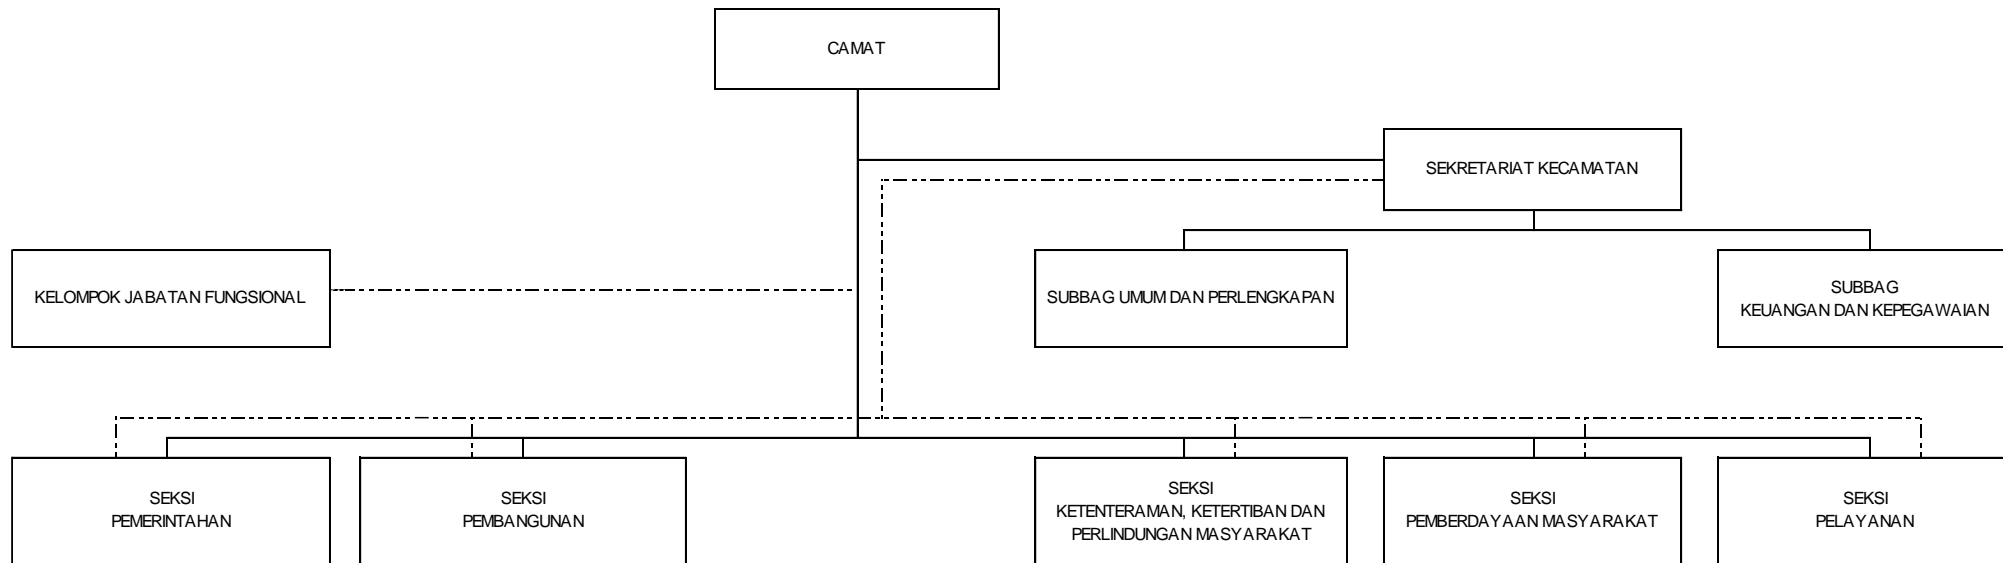 CAMAT
SEKRETARIAT KECAMATAN
KELOMPOK JABATAN FUNGSIONAL
SUBBAG UMUM DAN PERLENGKAPAN
SUBBAG
KEUANGAN DAN KEPEGAWAIAN
SEKSI
PEMERINTAHAN
SEKSI
PEMBANGUNAN
SEKSI
KETENTERAMAN, KETERTIBAN DAN
PERLINDUNGAN MASYARAKAT
SEKSI
PEMBERDAYAAN MASYARAKAT
SEKSI
PELAYANAN